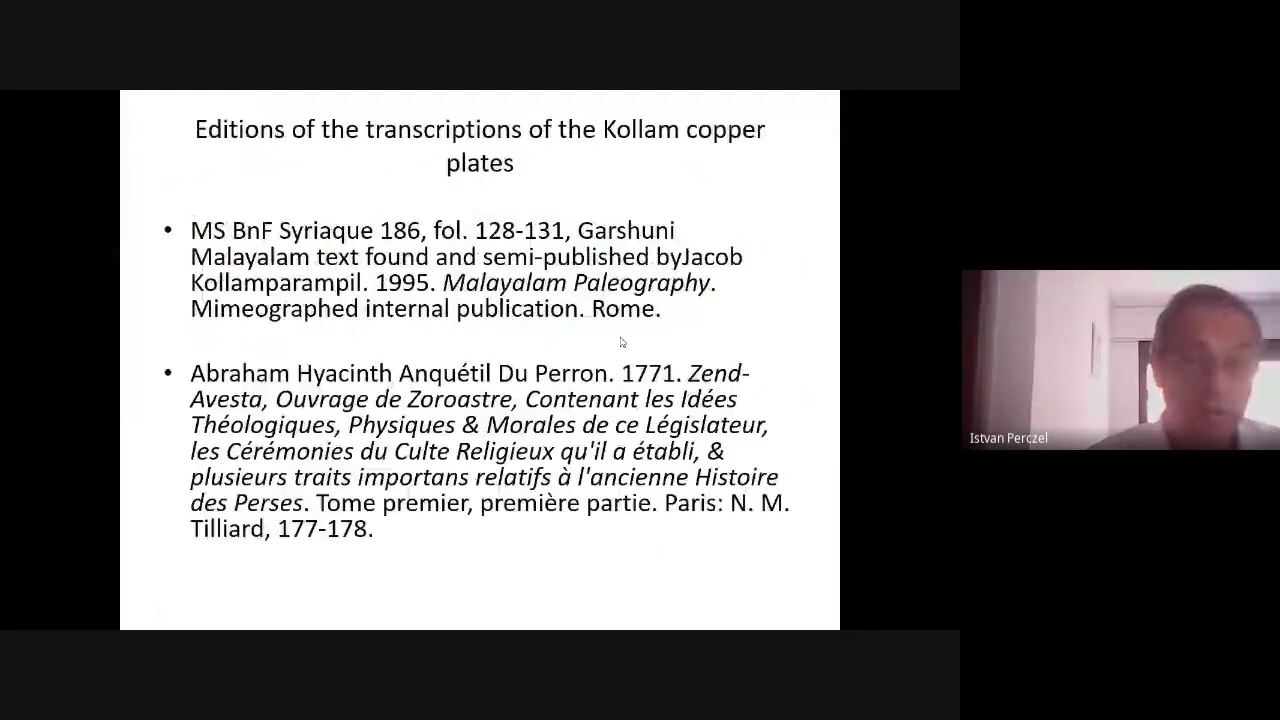 Editions of the transcriptions of the Kollam copper
plates
• MS BnF Syriaque 186, fol. 128-131, Garshuni
Malayalam text found and semi-published byJacob
Kollamparampil. 1995. Malayalam Paleography.
Mimeographed internal publication. Rome.
• Abraham Hyacinth Anquétil Du Perron. 1771. Zend-
Avesta, Ouvrage de Zoroastre, Contenant les Idées
Théologiques, Physiques & Morales de ce Législateur,
les Cérémonies du Culte Religieux qu'il a établi, &
plusieurs traits importans relatifs à l'ancienne Histoire
des Perses. Tome premier, première partie. Paris: N. M.
Tilliard, 177-178.
Istvan Perczel